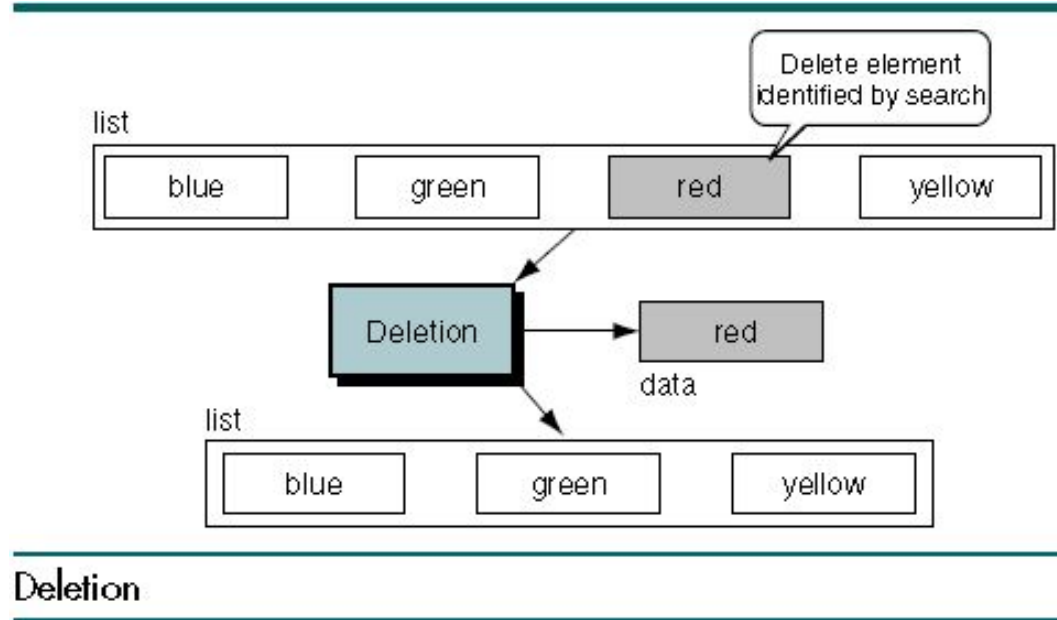 Delete element
identified by search
list
blue green red yellow
Deletion
red
data
list
blue green yellow
Deletion